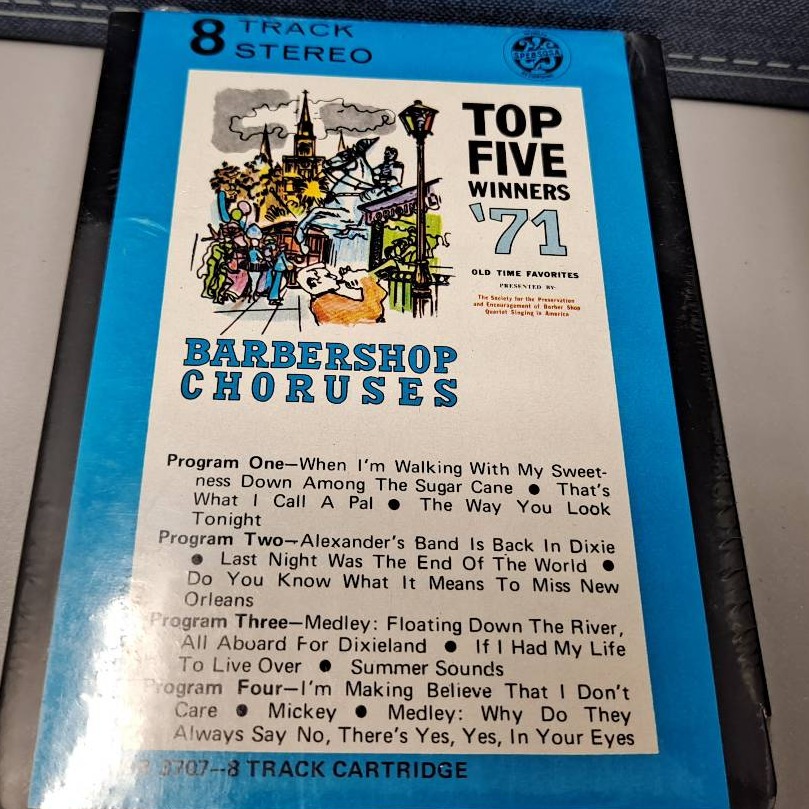 8 TRACK
STEREO
SPEBSQSA
TOP
FIVE
WINNERS
'71
OLD TIME FAVORITES
PRESENTED BY
The Society for the Preservation
and Encouragement of Barber Shop
Quartet Singing in America
BARBERSHOP
CHORUSES
Program One—When I'm Walking With My Sweet-
ness Down Among The Sugar Cane ● That's
What I Call A Pal ● The Way You Look
Tonight
Program Two—Alexander's Band Is Back In Dixie
● Last Night Was The End Of The World ●
Do You Know What It Means To Miss New
Orleans
Program Three—Medley: Floating Down The River,
All Aboard For Dixieland ● If I Had My Life
To Live Over ● Summer Sounds
Program Four—I'm Making Believe That I Don't
Care ● Mickey ● Medley: Why Do They
Always Say No, There's Yes, Yes, In Your Eyes
3707--8 TRACK CARTRIDGE